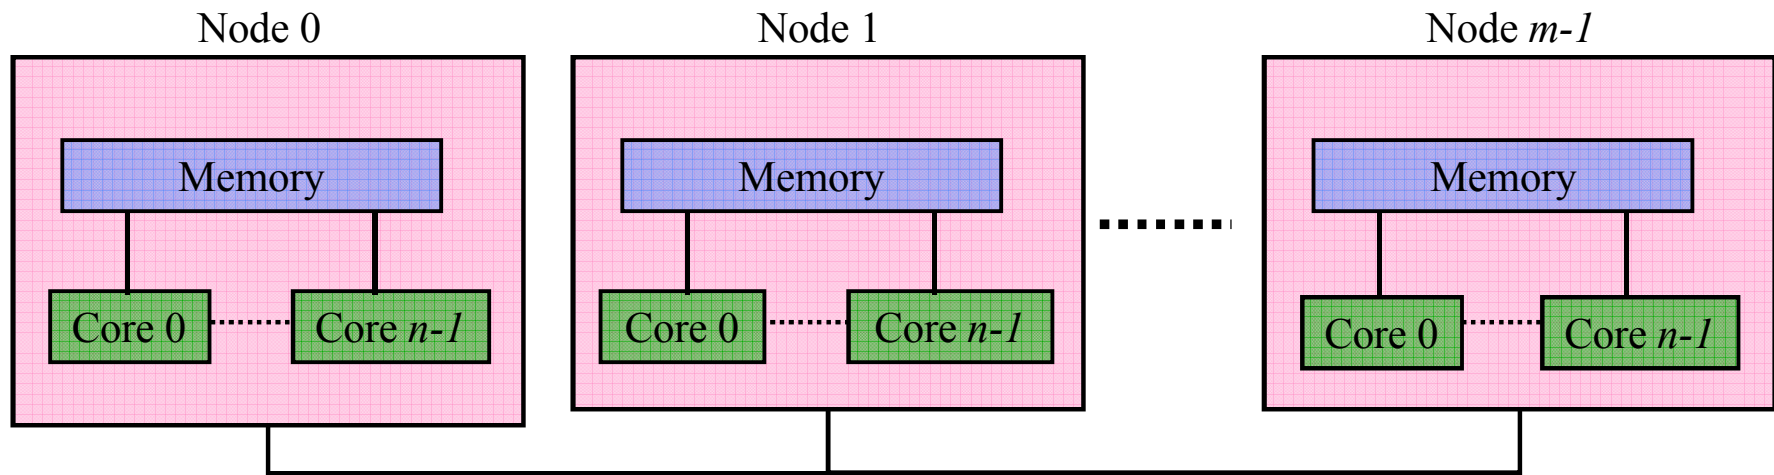 Node 0 Node 1 Node m-1
Memory Memory Memory
Core 0 Core n-1 Core 0 Core n-1 Core 0 Core n-1